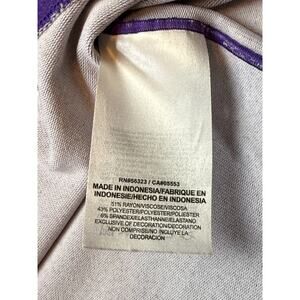 RN#56323 / CA#05553
MADE IN INDONESIA/FABRIQUE EN
INDONESIE/HECHO EN INDONESIA
51% RAYON/VISCOSE/VISCOSA
43% POLYESTER/POLYESTER/POLIESTER
6% SPANDEX/ELASTHANNE/ELASTANO
EXCLUSIVE OF DECORATION/DECORATION
NON COMPRISE/NO INCLUYE LA
DECORACIÓN